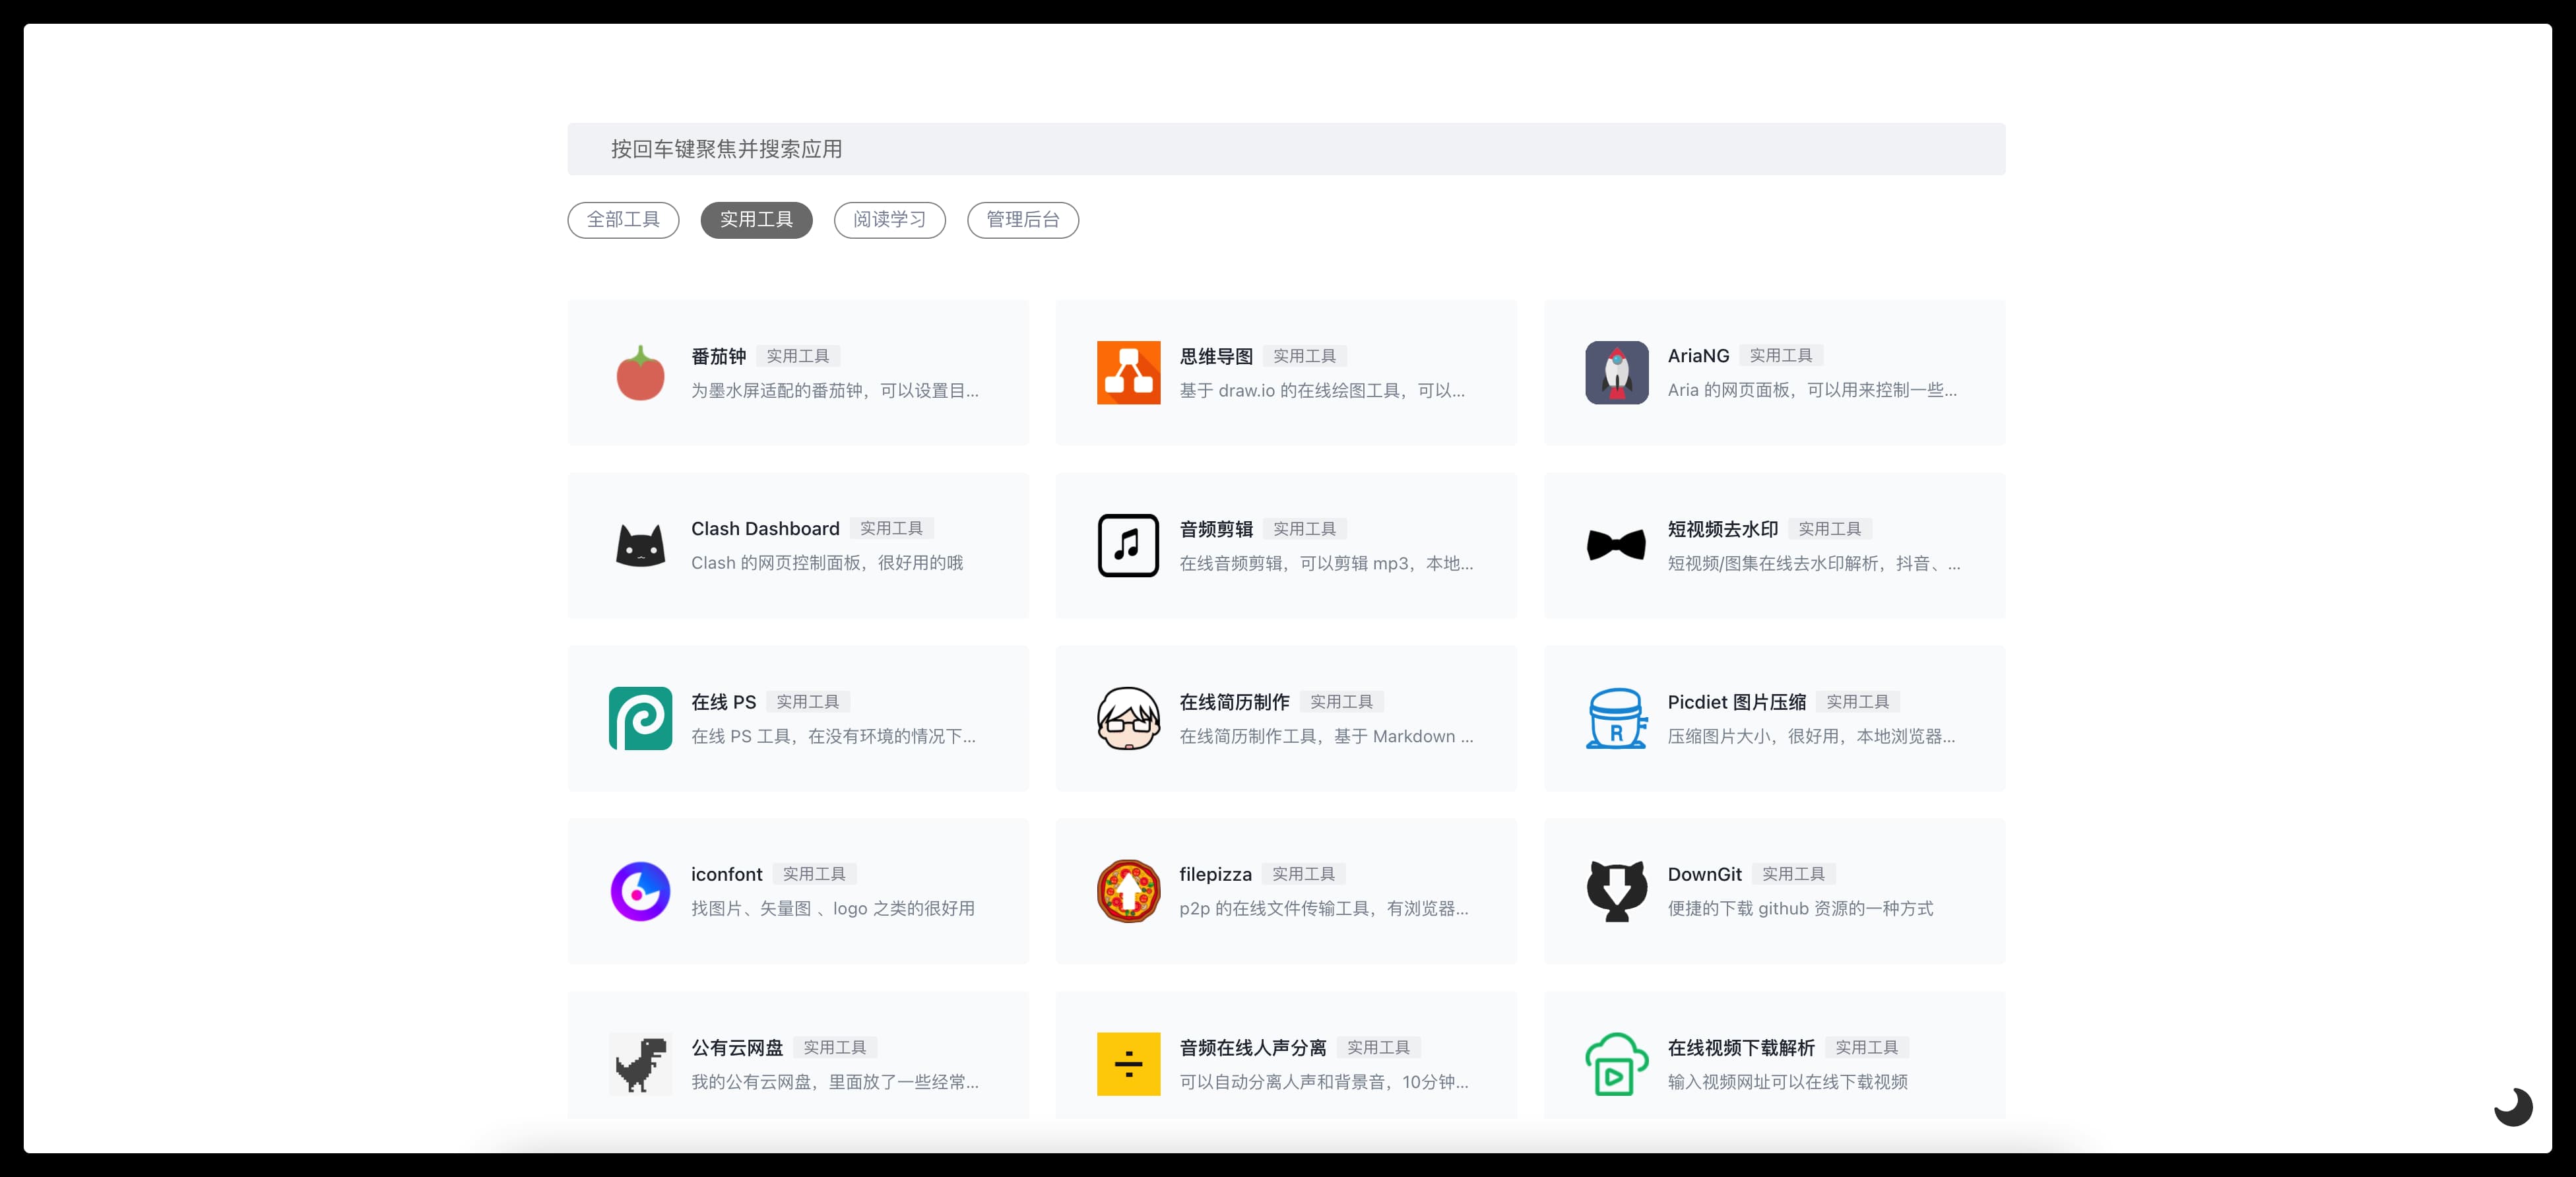 按回车键聚焦并搜索应用
全部工具 实用工具 阅读学习 管理后台
番茄钟 实用工具
为墨水屏适配的番茄钟，可以设置目...
思维导图 实用工具
基于 draw.io 的在线绘图工具，可以...
AriaNG 实用工具
Aria 的网页面板，可以用来控制一些...
Clash Dashboard 实用工具
Clash 的网页控制面板，很好用的哦
音频剪辑 实用工具
在线音频剪辑，可以剪辑 mp3，本地...
短视频去水印 实用工具
短视频/图集在线去水印解析，抖音、...
在线 PS 实用工具
在线 PS 工具，在没有环境的情况下...
在线简历制作 实用工具
在线简历制作工具，基于 Markdown ...
Picdiet 图片压缩 实用工具
压缩图片大小，很好用，本地浏览器...
R
iconfont 实用工具
找图片、矢量图 、logo 之类的很好用
filepizza 实用工具
p2p 的在线文件传输工具，有浏览器...
DownGit 实用工具
便捷的下载 github 资源的一种方式
公有云网盘 实用工具
我的公有云网盘，里面放了一些经常...
音频在线人声分离 实用工具
可以自动分离人声和背景音，10分钟...
在线视频下载解析 实用工具
输入视频网址可以在线下载视频